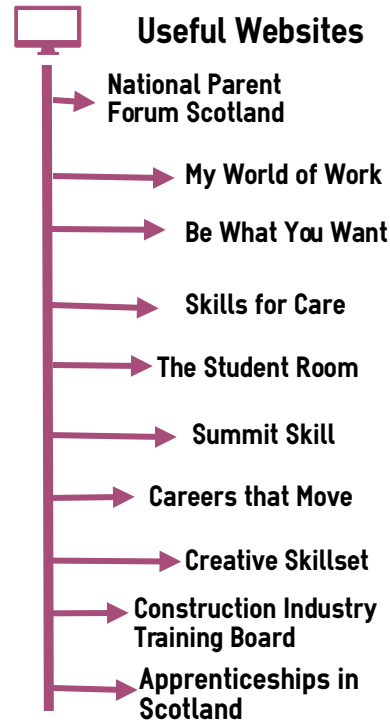 Useful Websites
National Parent
Forum Scotland
My World of Work
Be What You Want
Skills for Care
The Student Room
Summit Skill
Careers that Move
Creative Skillset
Construction Industry
Training Board
Apprenticeships in
Scotland